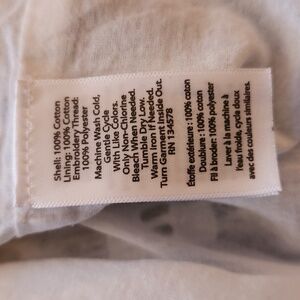 Shell: 100% Cotton
Lining: 100% Cotton
Embroidery Thread:
100% Polyester
Machine Wash Cold,
Gentle Cycle
With Like Colors.
Only Non-Chlorine
Bleach When Needed.
Tumble Dry Low.
Warm Iron If Needed.
Turn Garment Inside Out.
RN 134578
Étoffe extérieure : 100% coton
Doublure : 100% coton
Fil à broder: 100% polyester
Laver à la machine à
l'eau froide, cycle doux
avec des couleurs similaires.